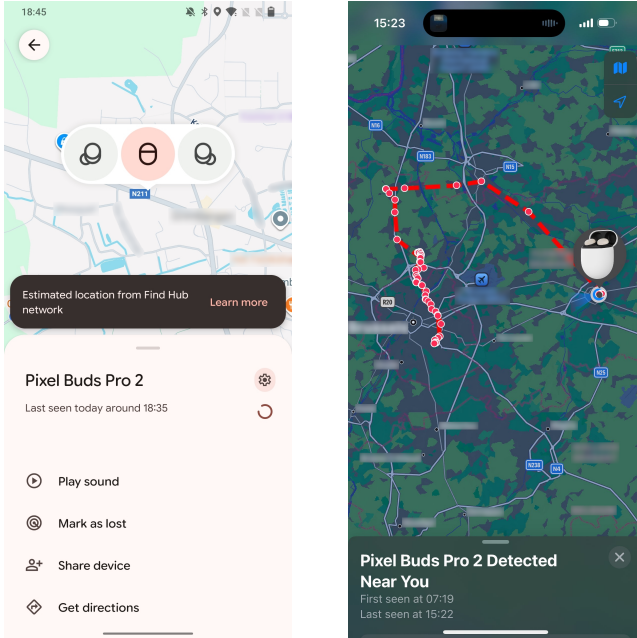 18:45
N211
Estimated location from Find Hub
network
Learn more
Pixel Buds Pro 2
Last seen today around 18:35
Play sound
Mark as lost
Share device
Get directions
15:23
N16
N183
N15
R20
N25
N238
N4
Pixel Buds Pro 2 Detected
Near You
First seen at 07:19
Last seen at 15:22